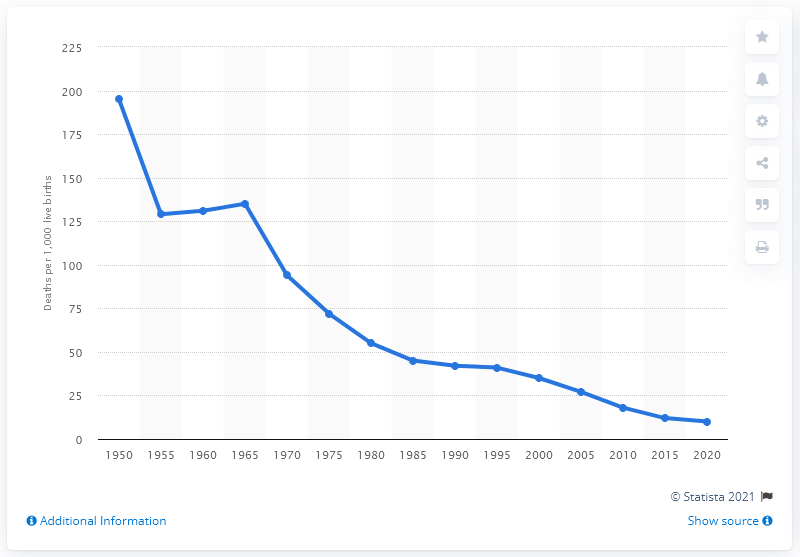 225
200
175
150
125
100
75
50
25
0
Deaths per 1,000 live births
1950 1955 1960 1965 1970 1975 1980 1985 1990 1995 2000 2005 2010 2015 2020
© Statista 2021
Additional Information
Show source